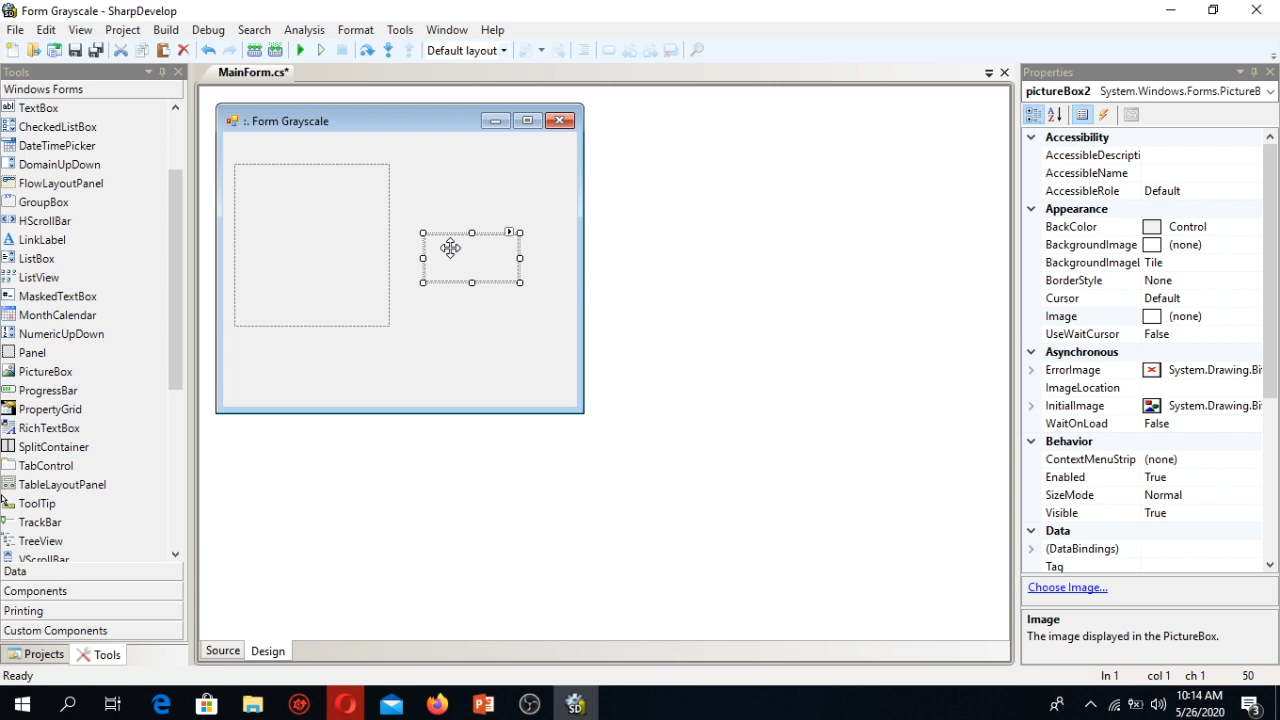 Form Grayscale - SharpDevelop
File Edit View Project Build Debug Search Analysis Format Tools Window Help
Default layout
Tools
Windows Forms
TextBox
CheckedListBox
DateTimePicker
DomainUpDown
FlowLayoutPanel
GroupBox
HScrollBar
LinkLabel
ListBox
ListView
MaskedTextBox
MonthCalendar
NumericUpDown
Panel
PictureBox
ProgressBar
PropertyGrid
RichTextBox
SplitContainer
TabControl
TableLayoutPanel
ToolTip
TrackBar
TreeView
VScrollBar
Data
Components
Printing
Custom Components
Projects Tools
MainForm.cs*
:. Form Grayscale
Source Design
Properties
pictureBox2 System.Windows.Forms.PictureB
Accessibility
AccessibleDescripti
AccessibleName
AccessibleRole Default
Appearance
BackColor Control
BackgroundImage (none)
BackgroundImagel Tile
BorderStyle None
Cursor Default
Image (none)
UseWaitCursor False
Asynchronous
ErrorImage System.Drawing.Bi
ImageLocation
InitialImage System.Drawing.Bi
WaitOnLoad False
Behavior
ContextMenuStrip (none)
Enabled True
SizeMode Normal
Visible True
Data
(DataBindings)
Tag
Choose Image...
Image
The image displayed in the PictureBox.
Ready ln 1 col 1 ch 1 50
10:14 AM
5/26/2020
3